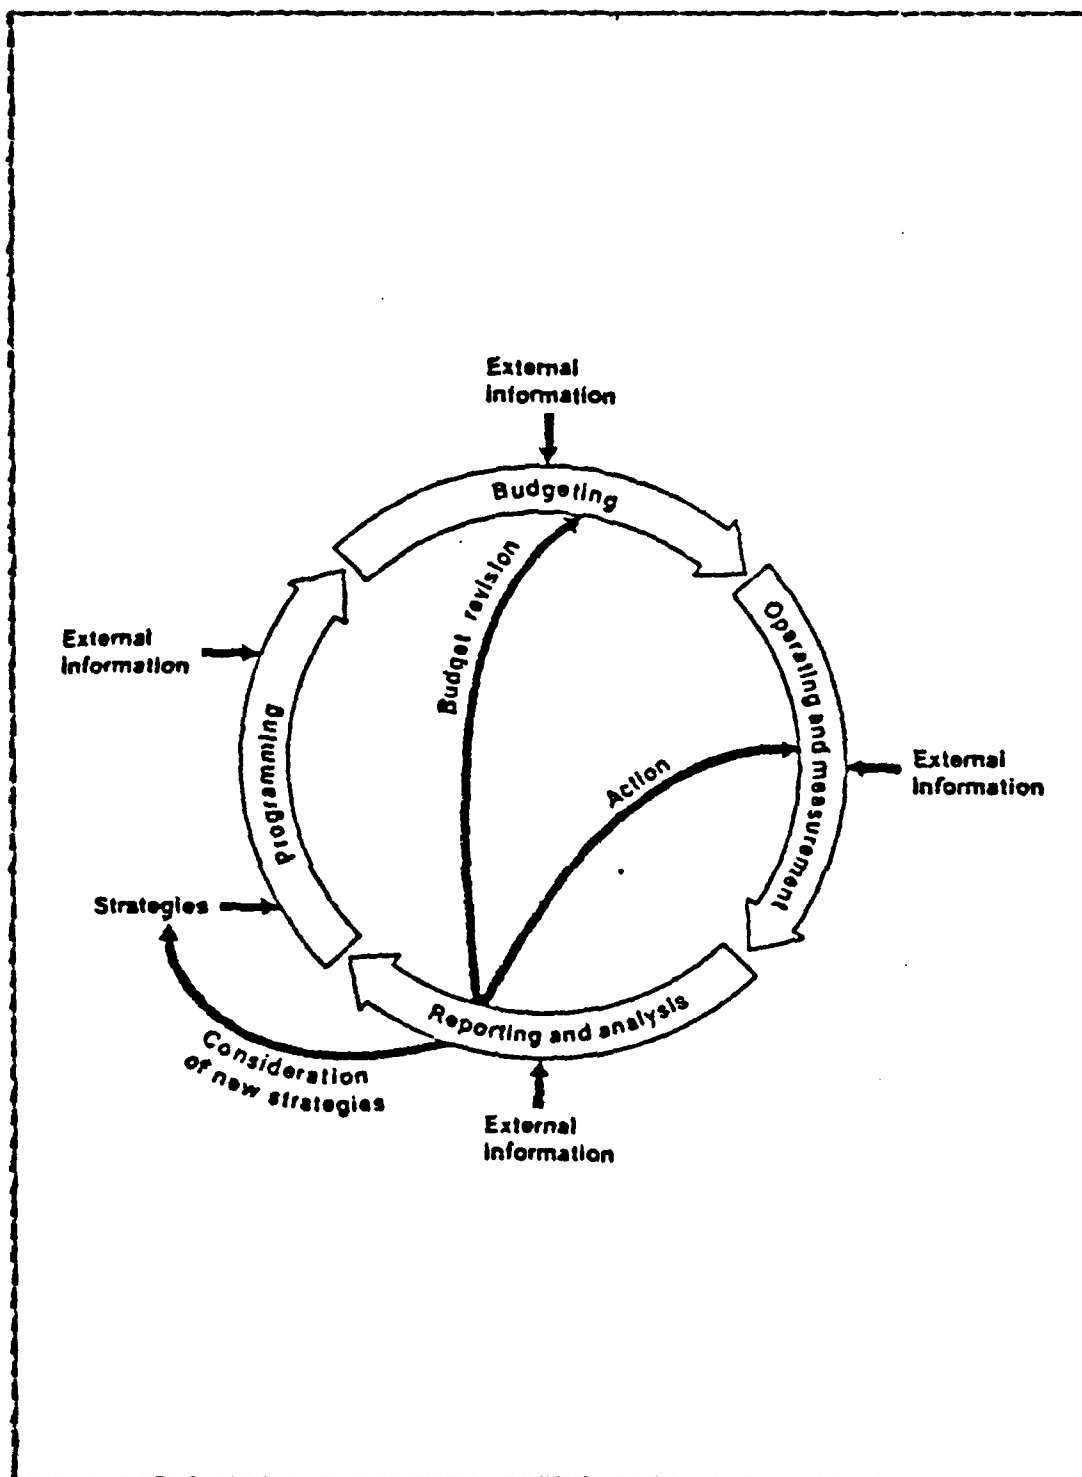 External
Information
Budgeting
Budget revision
Operating and measurement
External
Information
Programming
Action
External
Information
Strategies
Reporting and analysis
Consideration
of new strategies
External
Information